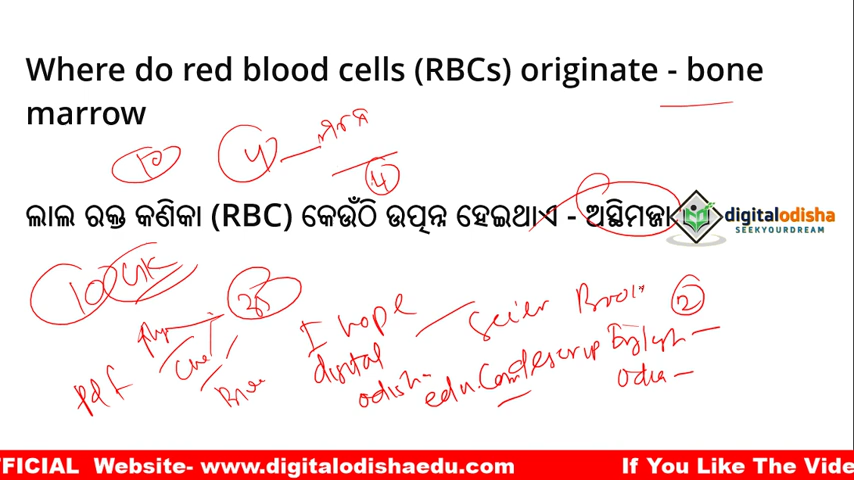 Where do red blood cells (RBCs) originate - bone
marrow
ଲାଲ ରକ୍ତ କଣିକା (RBC) କେଉଁଠି ଉତ୍ପନ୍ନ ହେଇଥାଏ - ଅସ୍ଥିମଜ୍ଜା
digitalodisha
SEEKYOURDREAM
100 GK
I hope
digital
odisha
edu.com
English
Odia
pdf
FFICIAL Website- www.digitalodishaedu.com If You Like The Vide